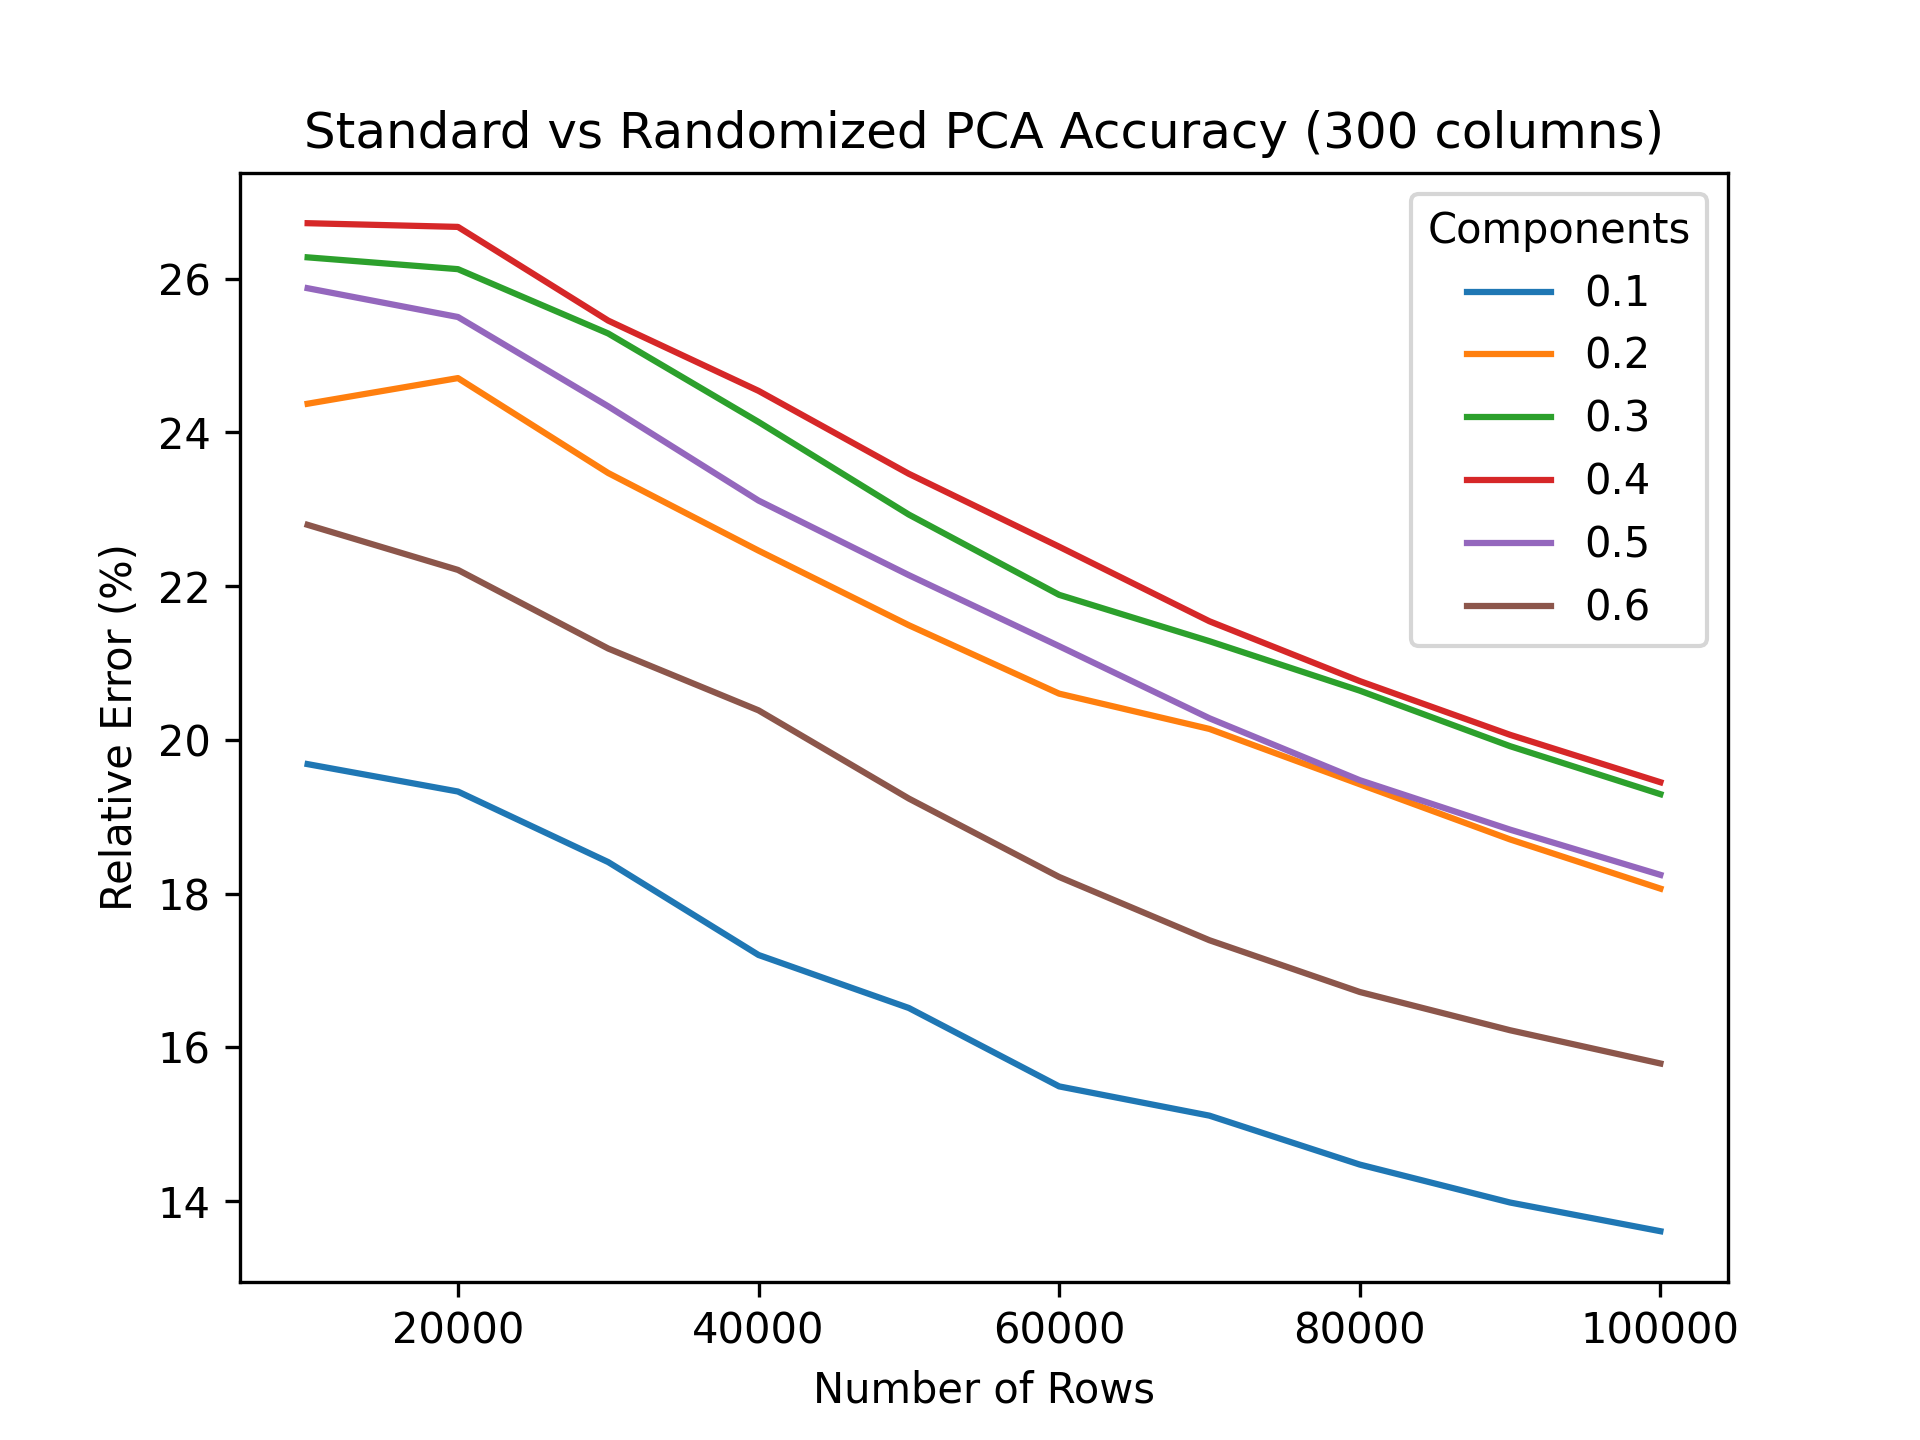 Standard vs Randomized PCA Accuracy (300 columns)
Components
0.1
0.2
0.3
0.4
0.5
0.6
Relative Error (%)
26
24
22
20
18
16
14
20000 40000 60000 80000 100000
Number of Rows